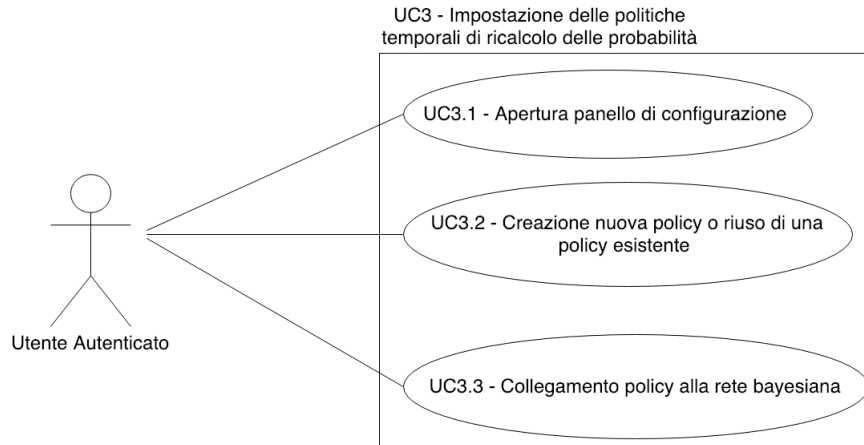 UC3 - Impostazione delle politiche
temporali di ricalcolo delle probabilità
UC3.1 - Apertura panello di configurazione
UC3.2 - Creazione nuova policy o riuso di una
policy esistente
Utente Autenticato
UC3.3 - Collegamento policy alla rete bayesiana